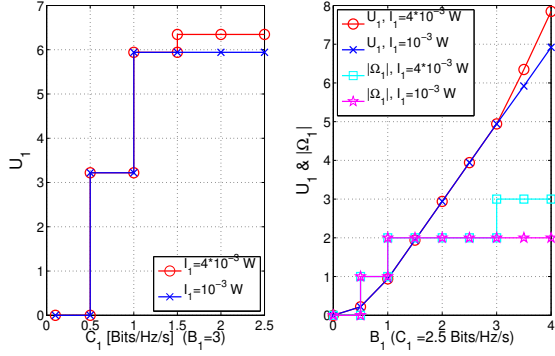 7
6
5
4
3
2
1
0
U₁
I₁=4*10⁻³ W
I₁=10⁻³ W
0 0.5 1.0 1.5 2.0 2.5
C₁ [Bits/Hz/s] (B₁=3)
8
7
6
5
4
3
2
1
0
U₁ & |Ω₁|
U₁, I₁=4*10⁻³ W
U₁, I₁=10⁻³ W
|Ω₁|, I₁=4*10⁻³ W
|Ω₁|, I₁=10⁻³ W
0 1 2 3 4
B₁ (C₁ =2.5 Bits/Hz/s)